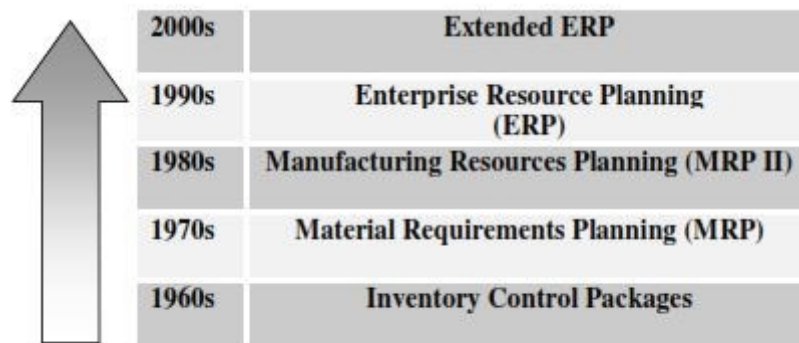 2000s Extended ERP
1990s Enterprise Resource Planning
(ERP)
1980s Manufacturing Resources Planning (MRP II)
1970s Material Requirements Planning (MRP)
1960s Inventory Control Packages